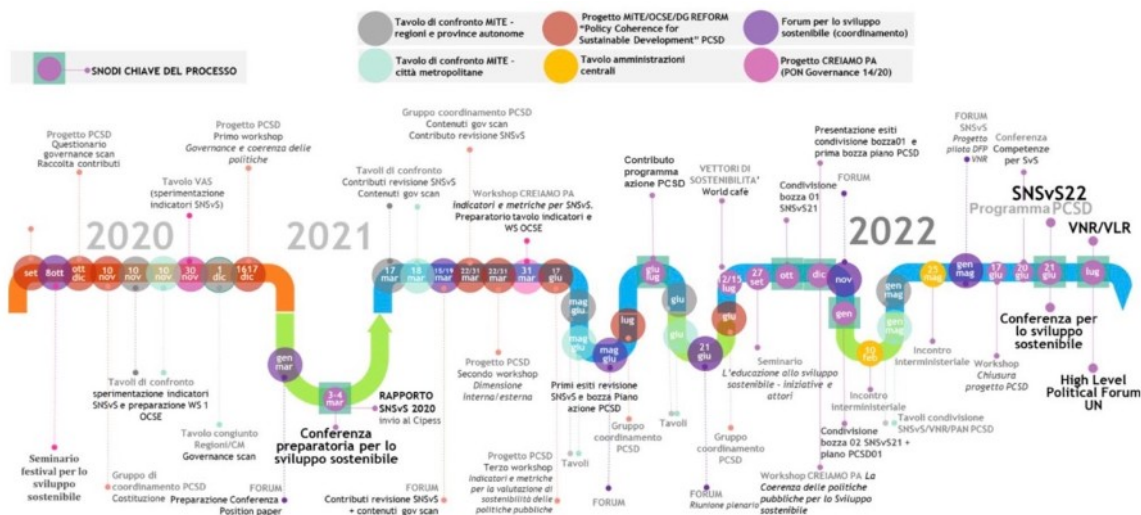 Tavolo di confronto MiTE -
regioni e province autonome
Progetto MiTE/OCSE/DG REFORM
"Policy Coherence for
Sustainable Development" PCSD
Forum per lo sviluppo
sostenibile (coordinamento)
Tavolo di confronto MiTE -
città metropolitane
Tavolo amministrazioni
centrali
Progetto CREIAMO PA
(PON Governance 14/20)
SNODI CHIAVE DEL PROCESSO
Progetto PCSD
Questionario
governance scan
Raccolta contributi
Tavolo VAS
(sperimentazione
indicatori SNSvS)
Progetto PCSD
Primo workshop
Governance e coerenza delle
politiche
Tavoli di confronto
Contributi revisione SNSvS
Contenuti gov scan
Gruppo coordinamento PCSD
Contenuti gov scan
Contributo revisione SNSvS
Workshop CREIAMO PA
Indicatori e metriche per SNSvS.
Preparatorio tavolo indicatori e
WS OCSE
Contributo
programma
azione PCSD
VETTORI DI
SOSTENIBILITA'
World cafè
Condivisione
bozza 01
SNSvS21
Presentazione esiti
condivisione bozza01 e
prima bozza piano PCSD
FORUM
FORUM
SNSvS
Progetto
pilota DFP
VNR
Conferenza
Competenze
per SvS
SNSvS22
Programma PCSD
VNR/VLR
2020
2021
2022
set
8ott
ott
dic
10
nov
10
nov
10
nov
30
nov
1
dic
16/17
dic
gen
mar
3-4
mar
17
mar
18
mar
15/19
mar
22/31
mar
22/31
mar
31
mar
17
giu
mag
giu
mag
giu
mag
giu
lug
giu
lug
giu
giu
21
giu
giu
12/15
lug
27
set
ott
dic
nov
gen
10
feb
gen
mag
gen
mag
25
mag
gen
mag
17
giu
20
giu
21
giu
lug
Seminario
festival per lo
sviluppo
sostenibile
Gruppo di
coordinamento PCSD
Costituzione
Tavoli di confronto
sperimentazione indicatori
SNSvS e preparazione WS 1
OCSE
Tavolo congiunto
Regioni/CM
Governance scan
FORUM
Preparazione Conferenza
Position paper
Conferenza
preparatoria per lo
sviluppo sostenibile
RAPPORTO
SNSvS 2020
invio al Cipess
FORUM
Contributi revisione SNSvS
+ contenuti gov scan
Progetto PCSD
Secondo workshop
Dimensione
Interna/esterna
Progetto PCSD
Terzo workshop
Indicatori e metriche
per la valutazione di
sostenibilità delle
politiche pubbliche
Primi esiti revisione
SNSvS e bozza Piano
azione PCSD
Tavoli
FORUM
Gruppo
coordinamento
PCSD
Tavoli
FORUM
Riunione plenaria
Gruppo
coordinamento
PCSD
Seminario
L'educazione allo sviluppo
sostenibile - iniziative e
attori
Workshop CREIAMO PA La
Coerenza delle politiche
pubbliche per lo Sviluppo
sostenibile
Condivisione
bozza 02 SNSvS21 +
piano PCSD01
Incontro
Interministeriale
Tavoli condivisione
SNSvS/VNR/PAN PCSD
Incontro
Interministeriale
Workshop
Chiusura
progetto PCSD
Conferenza per
lo sviluppo
sostenibile
High Level
Political Forum
UN